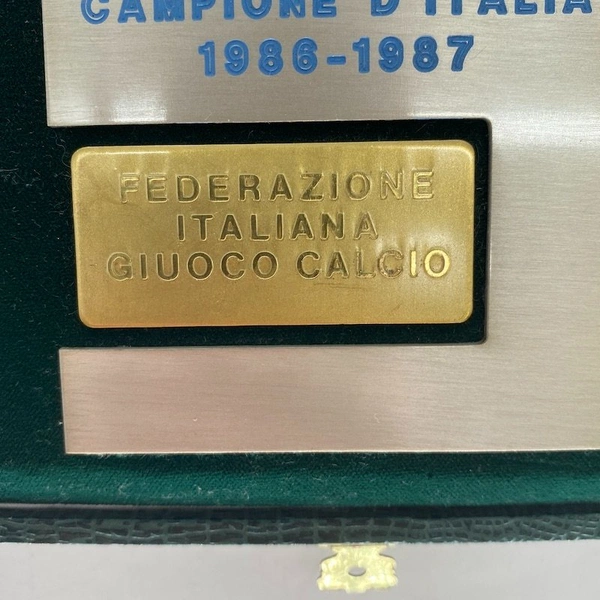 CAMPIONE D'ITALIA
1986-1987
FEDERAZIONE
ITALIANA
GIUOCO CALCIO